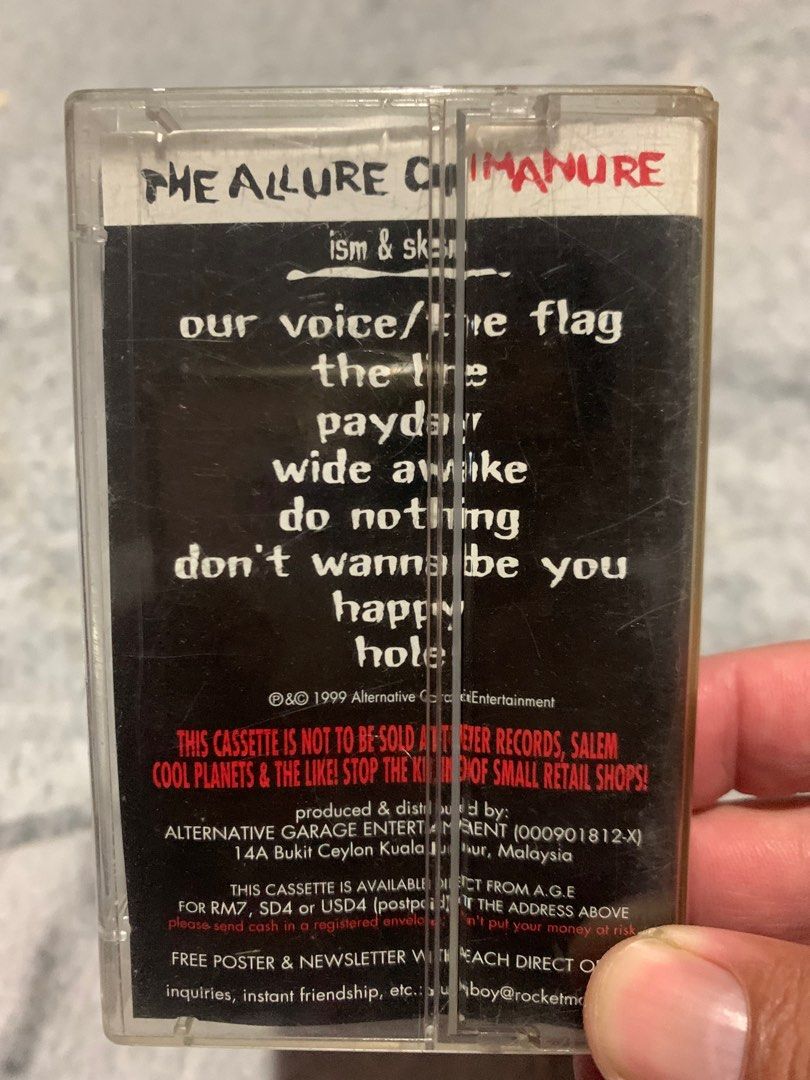 THE ALLURE OF MANURE
ism &
our voice/the flag
the line
payday
wide awake
do nothing
don't wanna be you
happy
hole
℗&© 1999 Alternative Garage Entertainment
THIS CASSETTE IS NOT TO BE SOLD AT TOWER RECORDS, SALEM
COOL PLANETS & THE LIKE! STOP THE KILLING OF SMALL RETAIL SHOPS!
produced & distributed by:
ALTERNATIVE GARAGE ENTERTAINMENT (000901812-X)
14A Bukit Ceylon Kuala Lumpur, Malaysia
THIS CASSETTE IS AVAILABLE DIRECT FROM A.G.E
FOR RM7, SD4 or USD4 (postpaid) AT THE ADDRESS ABOVE
please send cash in a registered envelope. don't put your money at risk
FREE POSTER & NEWSLETTER WITH EACH DIRECT
inquiries, instant friendship, etc.: